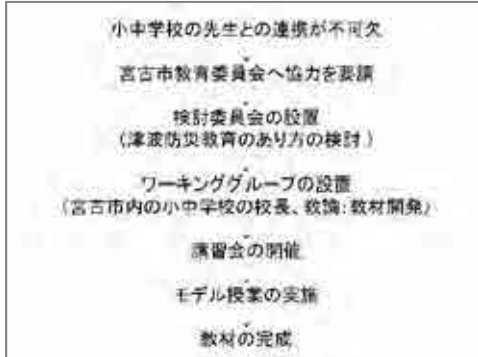 小中学校の先生との連携が不可欠
宮古市教育委員会へ協力を要請
検討委員会の設置
(津波防災教育のあり方の検討)
ワーキンググループの設置
(宮古市内の小中学校の校長、教諭:教材開発)
講習会の開催
モデル授業の実施
教材の完成